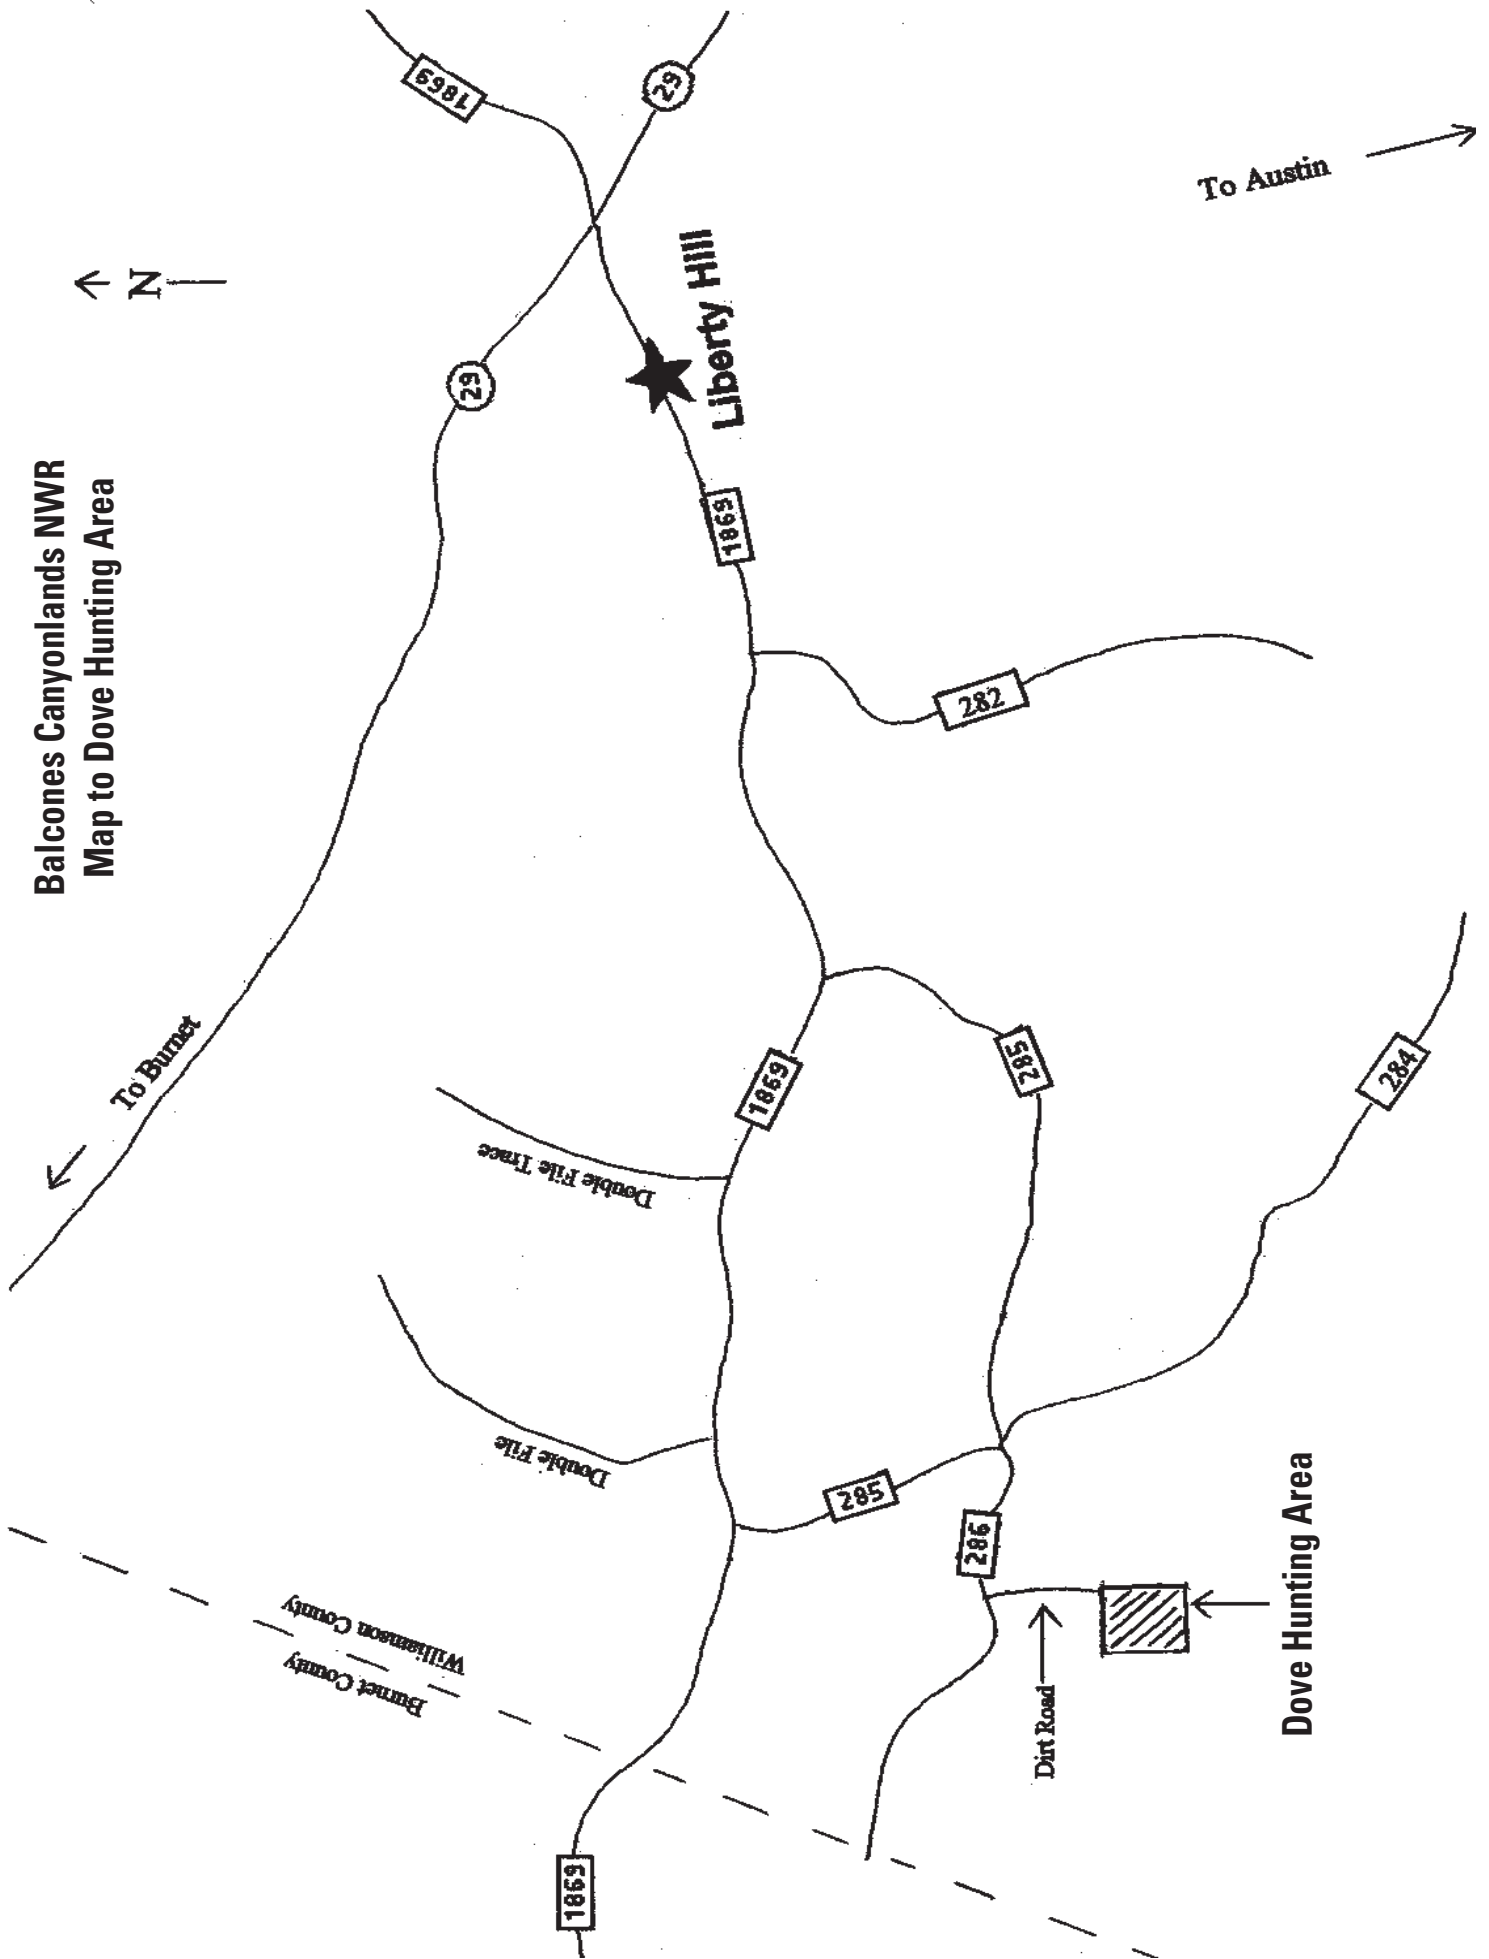 Balcones Canyonlands NWR
Map to Dove Hunting Area
N
1869
29
29
Liberty Hill
To Austin
1869
282
To Burnet
1869
Double File Trace
285
284
Double File
285
286
Williamson County
Burnet County
Dirt Road
Dove Hunting Area
1869